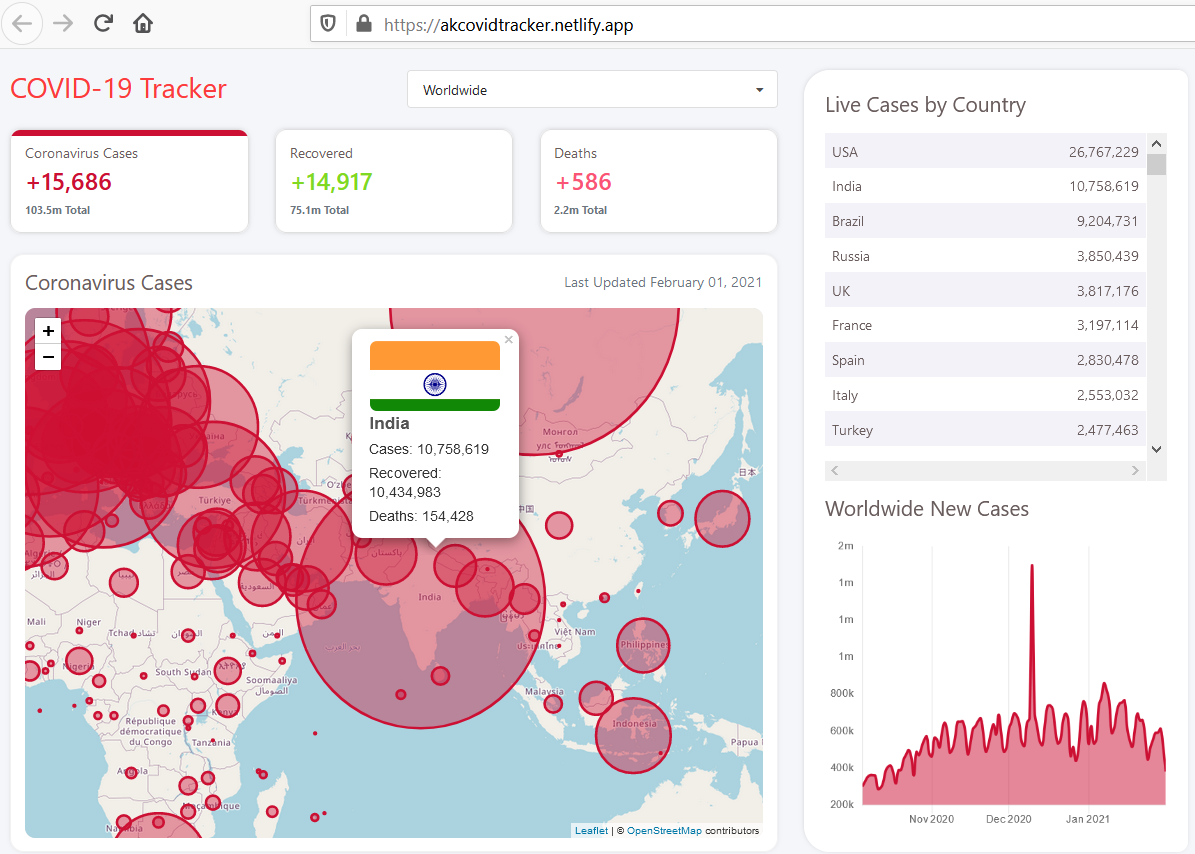 https://akcovidtracker.netlify.app
COVID-19 Tracker
Worldwide
Coronavirus Cases
+15,686
103.5m Total
Recovered
+14,917
75.1m Total
Deaths
+586
2.2m Total
Coronavirus Cases
Last Updated February 01, 2021
+
−
India
Cases: 10,758,619
Recovered:
10,434,983
Deaths: 154,428
×
Монгол
улс
日本
Türkiye
O'z
Türkmenist
ایران
پاکستان
中国
السعودية
ليبيا
مصر
عمان
India
Mali
Niger
Tchad تشاد
السودان
اليمن
بحر العرب
Việt Nam
Philippines
Nigeria
South Sudan
Soomaaliya
الصومال
Malaysia
Kenya
République
démocratique
du Congo
Tanzania
Indonesia
Papua
Angola
Moçambique
Namibia
Leaflet | © OpenStreetMap contributors
Live Cases by Country
USA 26,767,229
India 10,758,619
Brazil 9,204,731
Russia 3,850,439
UK 3,817,176
France 3,197,114
Spain 2,830,478
Italy 2,553,032
Turkey 2,477,463
Worldwide New Cases
2m
1m
1m
1m
800k
600k
400k
200k
Nov 2020 Dec 2020 Jan 2021